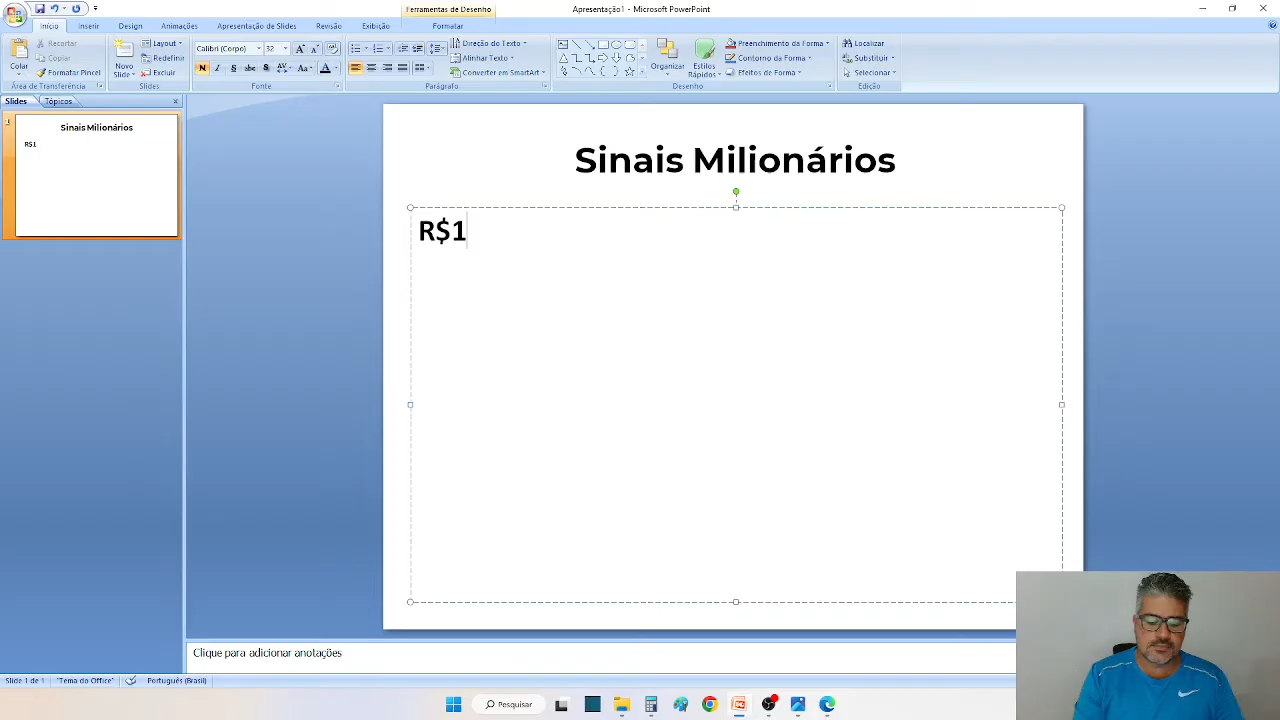 Ferramentas de Desenho
Apresentação1 - Microsoft PowerPoint
Início
Inserir
Design
Animações
Apresentação de Slides
Revisão
Exibição
Formatar
Colar
Recortar
Copiar
Formatar Pincel
Área de Transferência
Novo
Slide
Layout
Redefinir
Excluir
Slides
Calibri (Corpo)
32
N I S abc S AV Aa A
Fonte
Direção do Texto
Alinhar Texto
Converter em SmartArt
Parágrafo
Organizar
Estilos
Rápidos
Preenchimento da Forma
Contorno da Forma
Efeitos de Forma
Desenho
Localizar
Substituir
Selecionar
Edição
Slides
Tópicos
1
Sinais Milionários
R$1
Sinais Milionários
R$1
Clique para adicionar anotações
Slide 1 de 1
"Tema do Office"
Português (Brasil)
Pesquisar